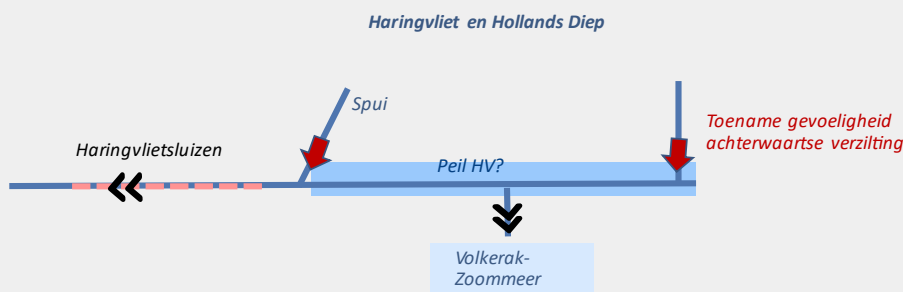 Haringvliet en Hollands Diep
Spui
Toename gevoeligheid
achterwaartse verzilting
Haringvlietsluizen
Peil HV?
Volkerak-
Zoommeer